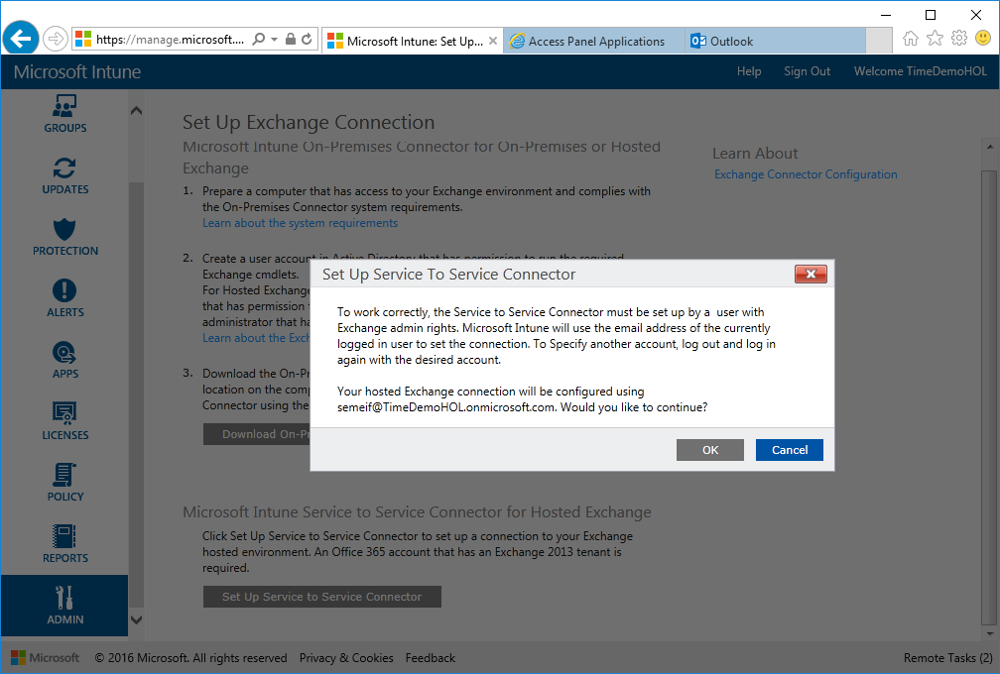 https://manage.microsoft....
Microsoft Intune: Set Up...
Access Panel Applications
Outlook
Microsoft Intune
Help
Sign Out
Welcome TimeDemoHOL
GROUPS
UPDATES
PROTECTION
ALERTS
APPS
LICENSES
POLICY
REPORTS
ADMIN
Set Up Exchange Connection
Microsoft Intune On-Premises Connector for On-Premises or Hosted
Exchange
1. Prepare a computer that has access to your Exchange environment and complies with
the On-Premises Connector system requirements.
Learn about the system requirements
2. Create a user account in Active Directory that has permission to run the required
Exchange cmdlets.
For Hosted Exchange
that has permission
administrator that ha
Learn about the Exch
3. Download the On-Pr
location on the comp
Connector using the
Download On-Pr
Microsoft Intune Service to Service Connector for Hosted Exchange
Click Set Up Service to Service Connector to set up a connection to your Exchange
hosted environment. An Office 365 account that has an Exchange 2013 tenant is
required.
Set Up Service to Service Connector
Learn About
Exchange Connector Configuration
Set Up Service To Service Connector
To work correctly, the Service to Service Connector must be set up by a user with
Exchange admin rights. Microsoft Intune will use the email address of the currently
logged in user to set the connection. To Specify another account, log out and log in
again with the desired account.
Your hosted Exchange connection will be configured using
semeif@TimeDemoHOL.onmicrosoft.com. Would you like to continue?
OK
Cancel
Microsoft
© 2016 Microsoft. All rights reserved
Privacy & Cookies
Feedback
Remote Tasks (2)